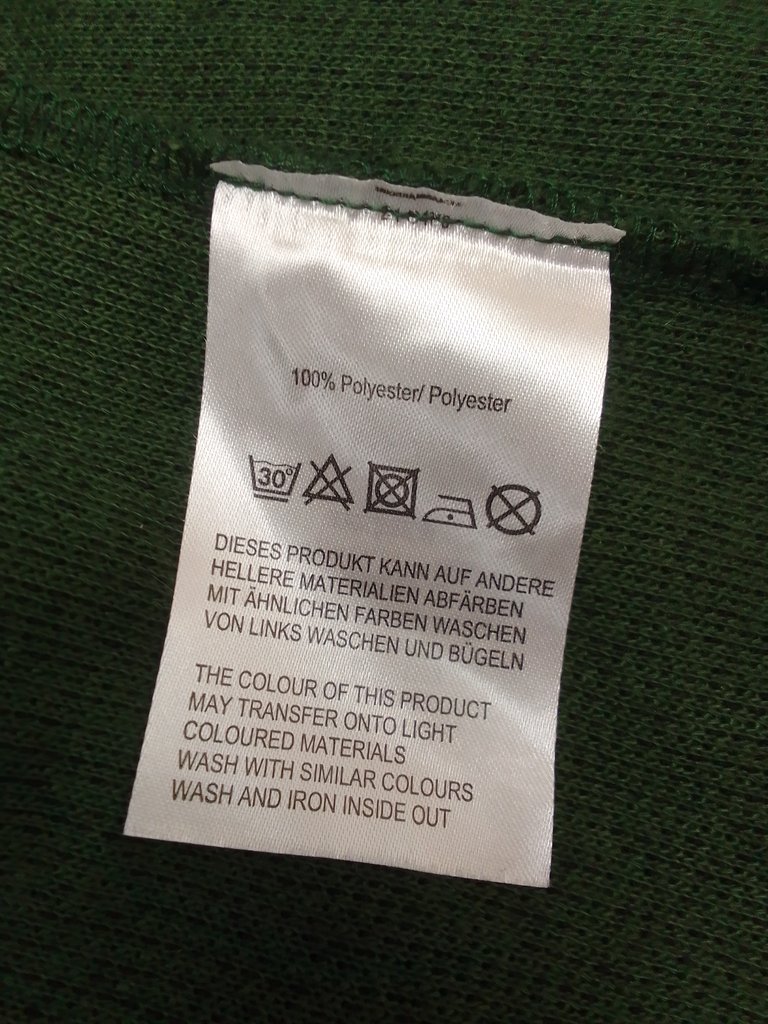 100% Polyester/ Polyester
30°
DIESES PRODUKT KANN AUF ANDERE
HELLERE MATERIALIEN ABFÄRBEN
MIT ÄHNLICHEN FARBEN WASCHEN
VON LINKS WASCHEN UND BÜGELN
THE COLOUR OF THIS PRODUCT
MAY TRANSFER ONTO LIGHT
COLOURED MATERIALS
WASH WITH SIMILAR COLOURS
WASH AND IRON INSIDE OUT